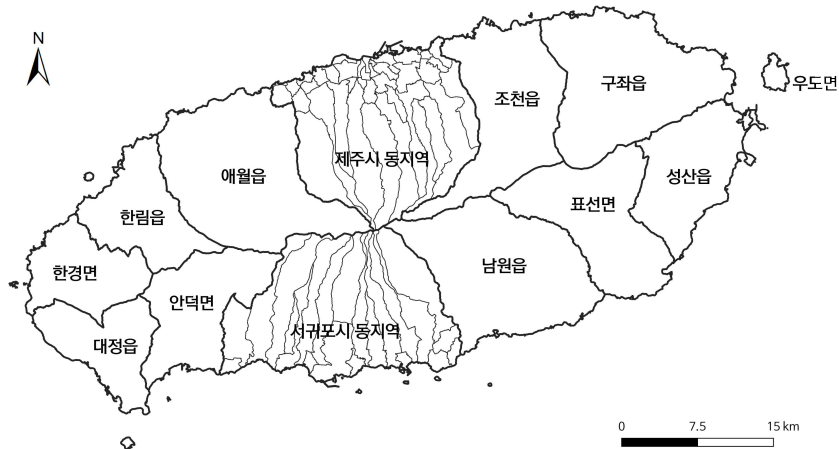 N
우도면
구좌읍
조천읍
제주시 동지역
애월읍
성산읍
표선면
한림읍
남원읍
한경면
안덕면
서귀포시 동지역
대정읍
0 7.5 15 km